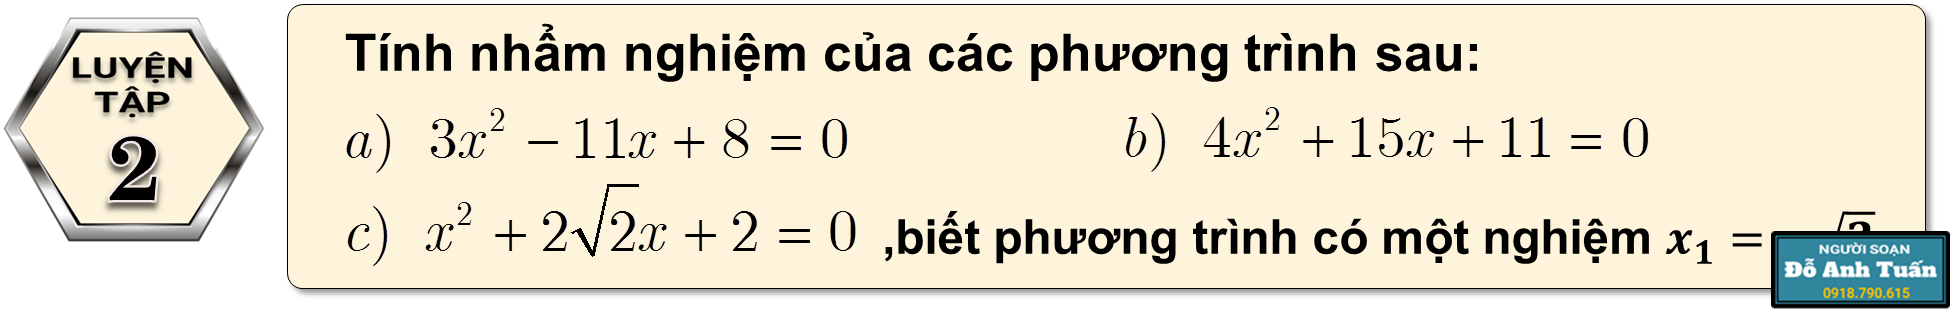 LUYỆN
TẬP
2
Tính nhẩm nghiệm của các phương trình sau:
a) 3x² − 11x + 8 = 0 b) 4x² + 15x + 11 = 0
c) x² + 2√2x + 2 = 0 ,biết phương trình có một nghiệm x₁ =
NGƯỜI SOẠN
Đỗ Anh Tuấn
0918.790.615